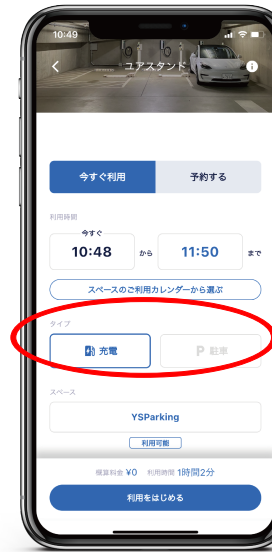 10:49
ユアスタンド
今すぐ利用 予約する
利用時間
今すぐ
10:48 から 11:50 まで
スペースのご利用カレンダーから選ぶ
タイプ
充電 P 駐車
スペース
YSParking
利用可能
概算料金 ¥0 利用時間 1時間2分
利用をはじめる